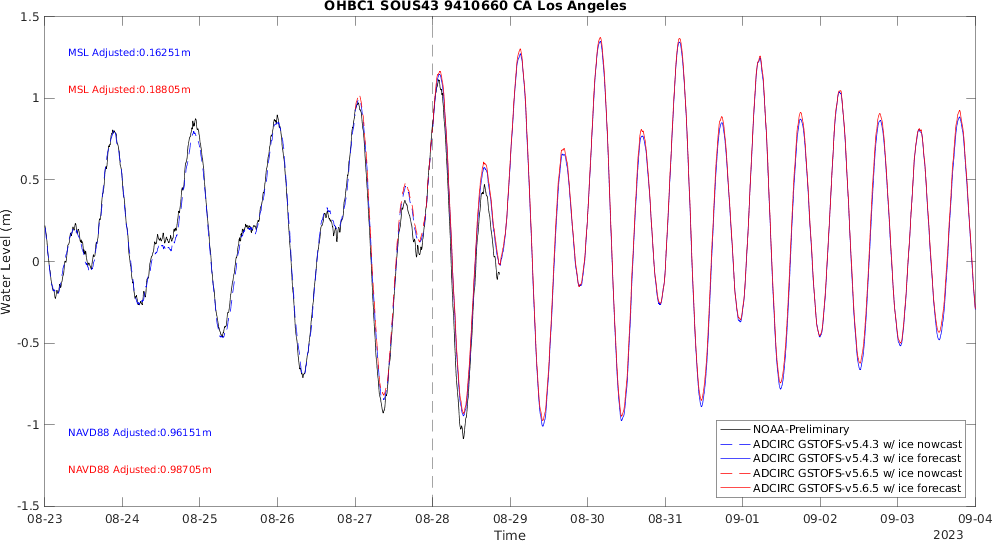 OHBC1 SOUS43 9410660 CA Los Angeles
1.5
1
0.5
0
-0.5
-1
-1.5
Water Level (m)
MSL Adjusted:0.16251m
MSL Adjusted:0.18805m
NAVD88 Adjusted:0.96151m
NAVD88 Adjusted:0.98705m
NOAA-Preliminary
ADCIRC GSTOFS-v5.4.3 w/ ice nowcast
ADCIRC GSTOFS-v5.4.3 w/ ice forecast
ADCIRC GSTOFS-v5.6.5 w/ ice nowcast
ADCIRC GSTOFS-v5.6.5 w/ ice forecast
08-23 08-24 08-25 08-26 08-27 08-28 08-29 08-30 08-31 09-01 09-02 09-03 09-04
Time
2023